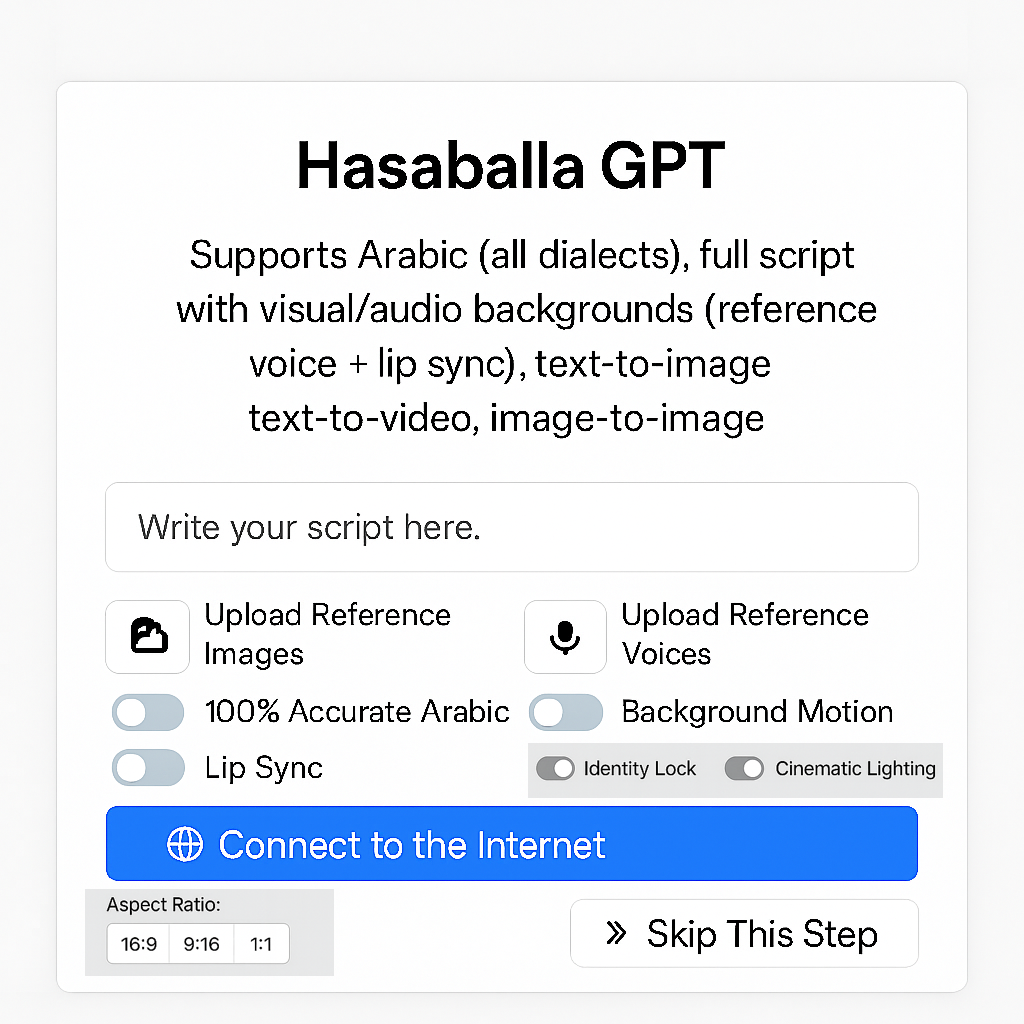 Hasaballa GPT
Supports Arabic (all dialects), full script
with visual/audio backgrounds (reference
voice + lip sync), text-to-image
text-to-video, image-to-image
Write your script here.
Upload Reference
Images
Upload Reference
Voices
100% Accurate Arabic
Background Motion
Lip Sync
Identity Lock
Cinematic Lighting
Connect to the Internet
Aspect Ratio:
16:9 9:16 1:1
Skip This Step